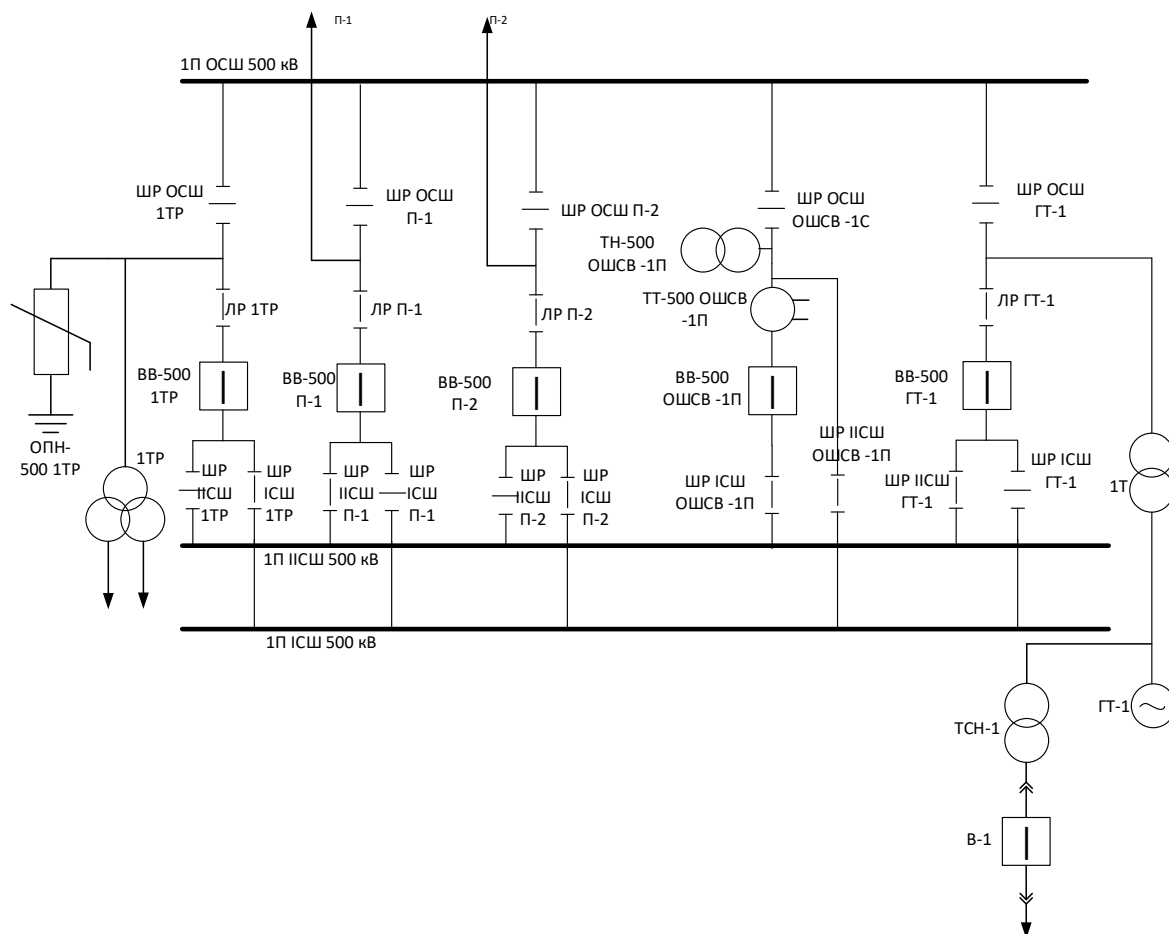 П-1
П-2
1П ОСШ 500 кВ
ШР ОСШ
1ТР
ШР ОСШ
П-1
ШР ОСШ П-2
ШР ОСШ
ОШСВ -1С
ШР ОСШ
ГТ-1
ТН-500
ОШСВ -1П
ЛР 1ТР
ЛР П-1
ЛР П-2
ТТ-500 ОШСВ
-1П
ЛР ГТ-1
ВВ-500
1ТР
ВВ-500
П-1
ВВ-500
П-2
ВВ-500
ОШСВ -1П
ВВ-500
ГТ-1
ОПН-
500 1ТР
1ТР
ШР
IIСШ
1ТР
ШР
IСШ
1ТР
ШР
IIСШ
П-1
ШР
IСШ
П-1
ШР
IIСШ
П-2
ШР
IСШ
П-2
ШР IСШ
ОШСВ -1П
ШР IIСШ
ОШСВ -1П
ШР IIСШ
ГТ-1
ШР IСШ
ГТ-1
1Т
1П IIСШ 500 кВ
1П IСШ 500 кВ
ТСН-1
ГТ-1
В-1